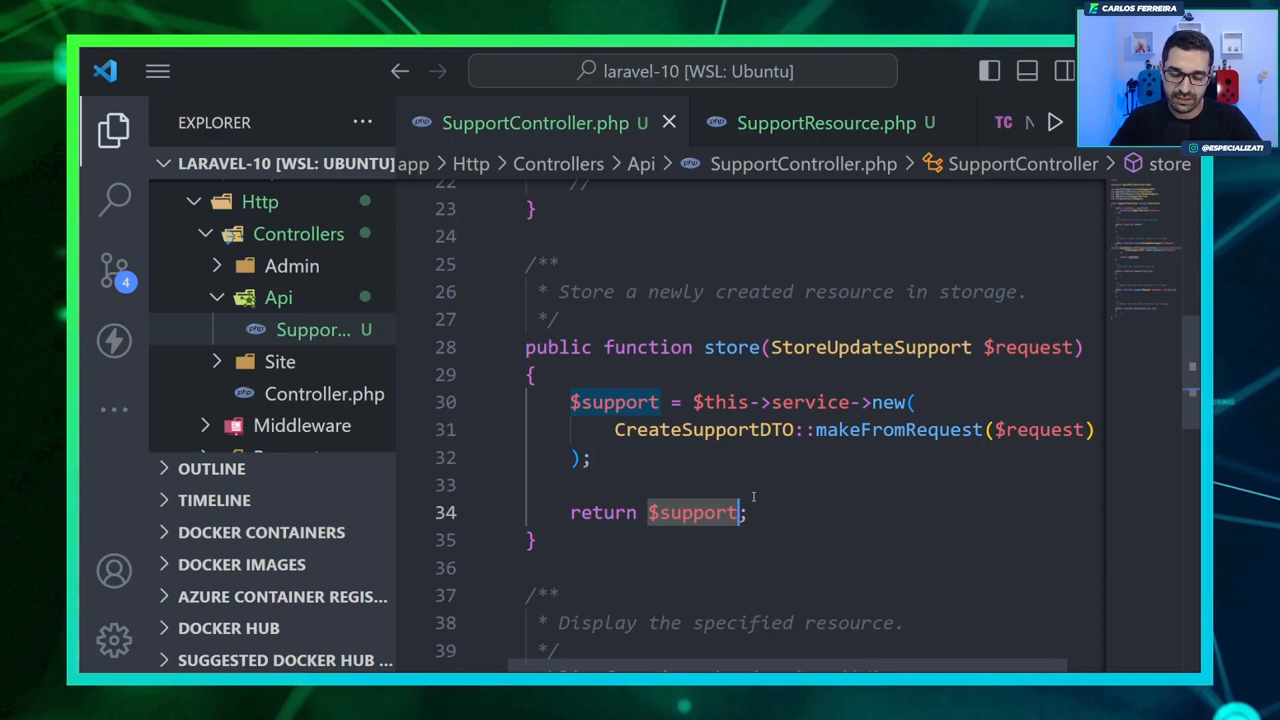 CARLOS FERREIRA
laravel-10 [WSL: Ubuntu]
EXPLORER
SupportController.php U
SupportResource.php U
TC N
LARAVEL-10 [WSL: UBUNTU]
app Http Controllers Api SupportController.php SupportController store
@ESPECIALIZATI
Http
Controllers
Admin
Api
Suppor... U
Site
Controller.php
Middleware
OUTLINE
TIMELINE
DOCKER CONTAINERS
DOCKER IMAGES
AZURE CONTAINER REGIS...
DOCKER HUB
SUGGESTED DOCKER HUB ...
4
22 //
23 }
24
25 /**
26 * Store a newly created resource in storage.
27 */
28 public function store(StoreUpdateSupport $request)
29 {
30 $support = $this->service->new(
31 CreateSupportDTO::makeFromRequest($request)
32 );
33
34 return $support;
35 }
36
37 /**
38 * Display the specified resource.
39 */